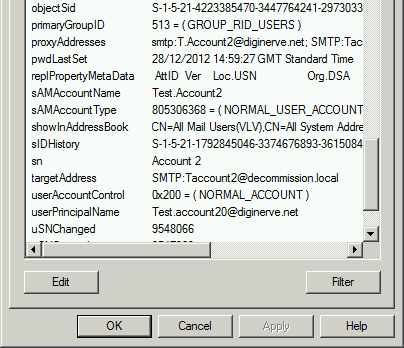 objectSid S-1-5-21-4223385470-3447764241-2973033
primaryGroupID 513 = ( GROUP_RID_USERS )
proxyAddresses smtp:T.Account2@diginerve.net; SMTP:Tacc
pwdLastSet 28/12/2012 14:59:27 GMT Standard Time
replPropertyMetaData AttID Ver Loc.USN Org.DSA
sAMAccountName Test.Account2
sAMAccountType 805306368 = ( NORMAL_USER_ACCOUNT
showInAddressBook CN=All Mail Users(VLV),CN=All System Addre
sIDHistory S-1-5-21-1792845046-3374676893-3615084
sn Account 2
targetAddress SMTP:Taccount2@decommission.local
userAccountControl 0x200 = ( NORMAL_ACCOUNT )
userPrincipalName Test.account20@diginerve.net
uSNChanged 9548066
Edit Filter
OK Cancel Apply Help